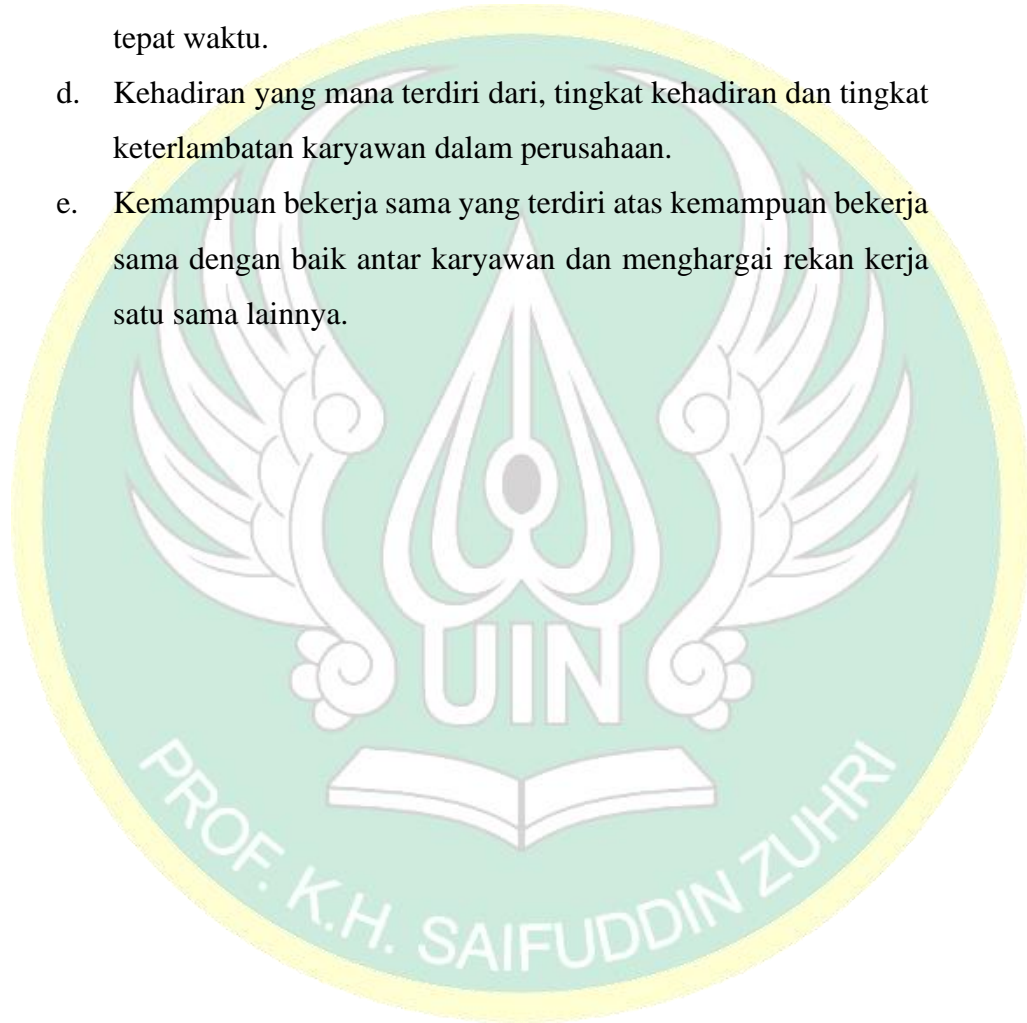 tepat waktu.
d. Kehadiran yang mana terdiri dari, tingkat kehadiran dan tingkat
keterlambatan karyawan dalam perusahaan.
e. Kemampuan bekerja sama yang terdiri atas kemampuan bekerja
sama dengan baik antar karyawan dan menghargai rekan kerja
satu sama lainnya.
UIN
PROF. K.H. SAIFUDDIN ZUHRI